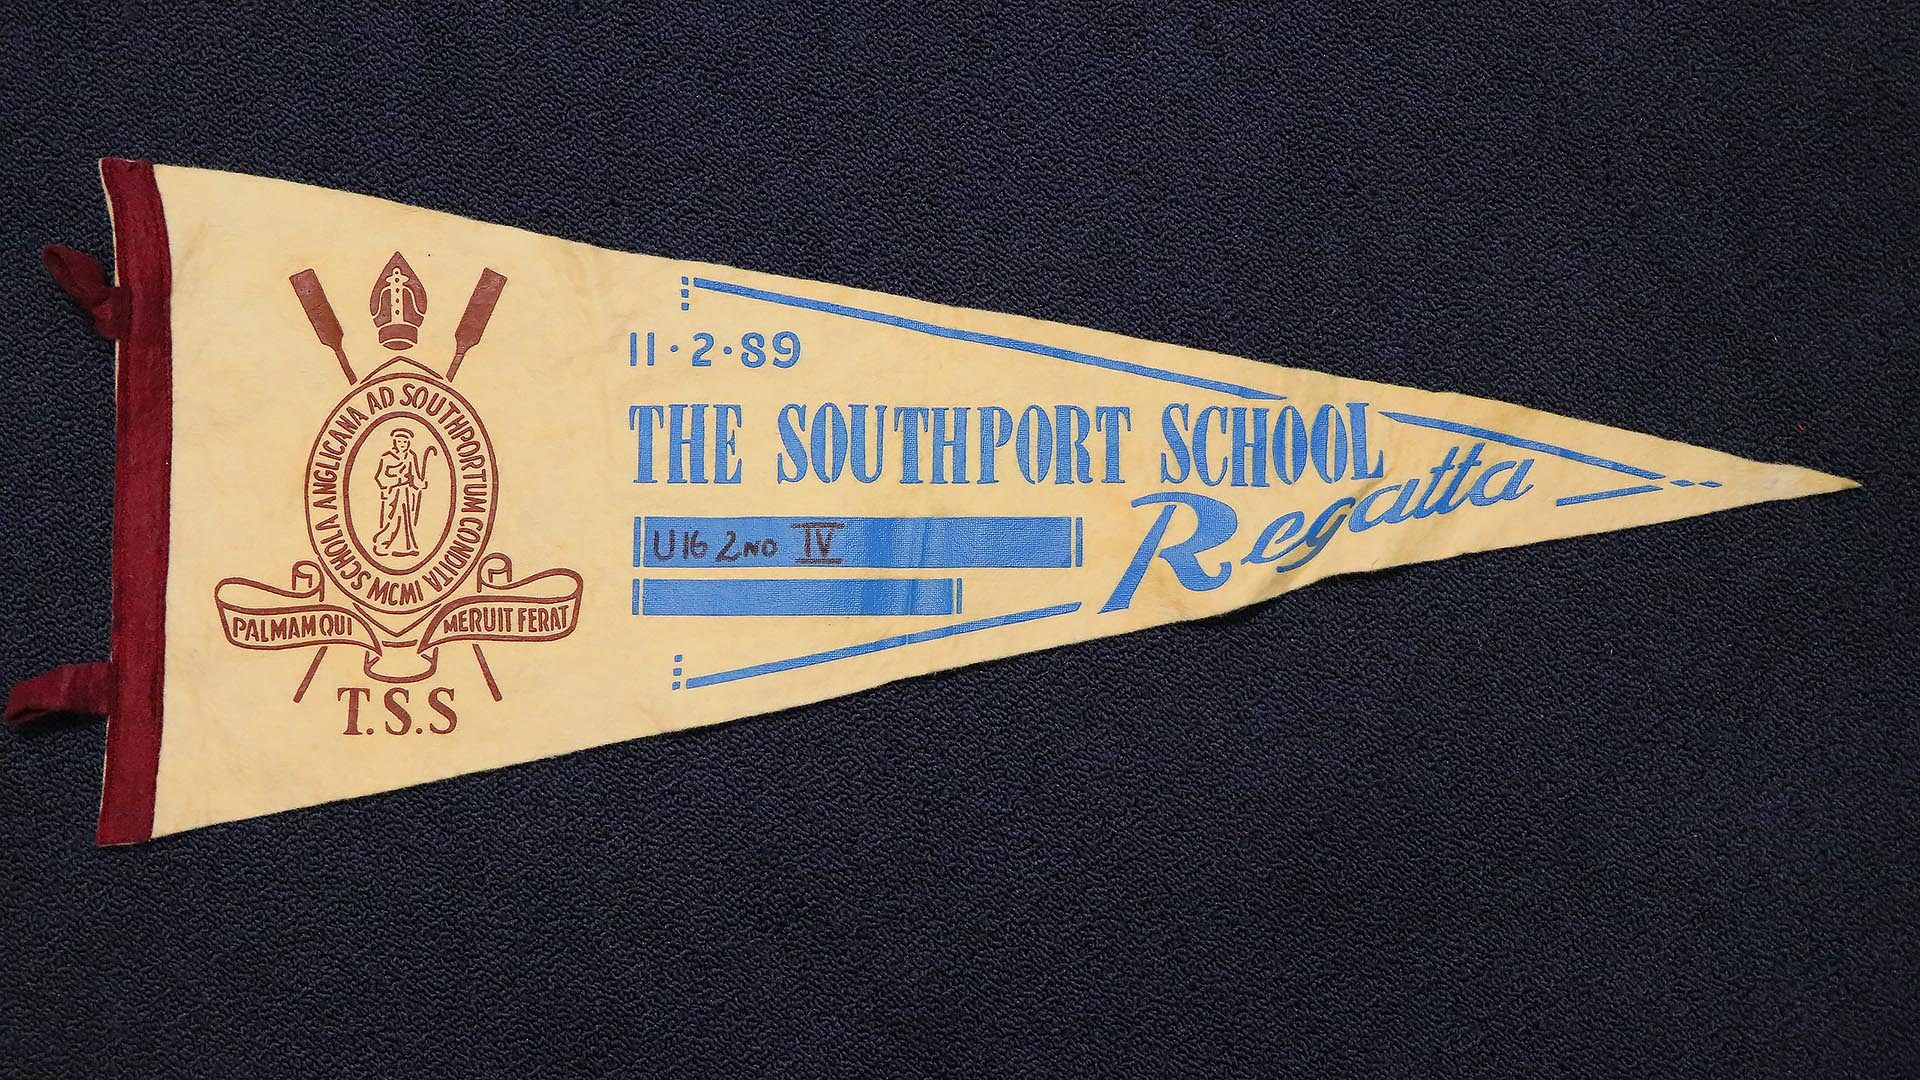 SCHOLA ANGLICANA AD SOUTHPORTUM CONDITA MCMI
PALMAM QUI MERUIT FERAT
T.S.S
11·2·89
THE SOUTHPORT SCHOOL
Regatta
U16 2ND IV